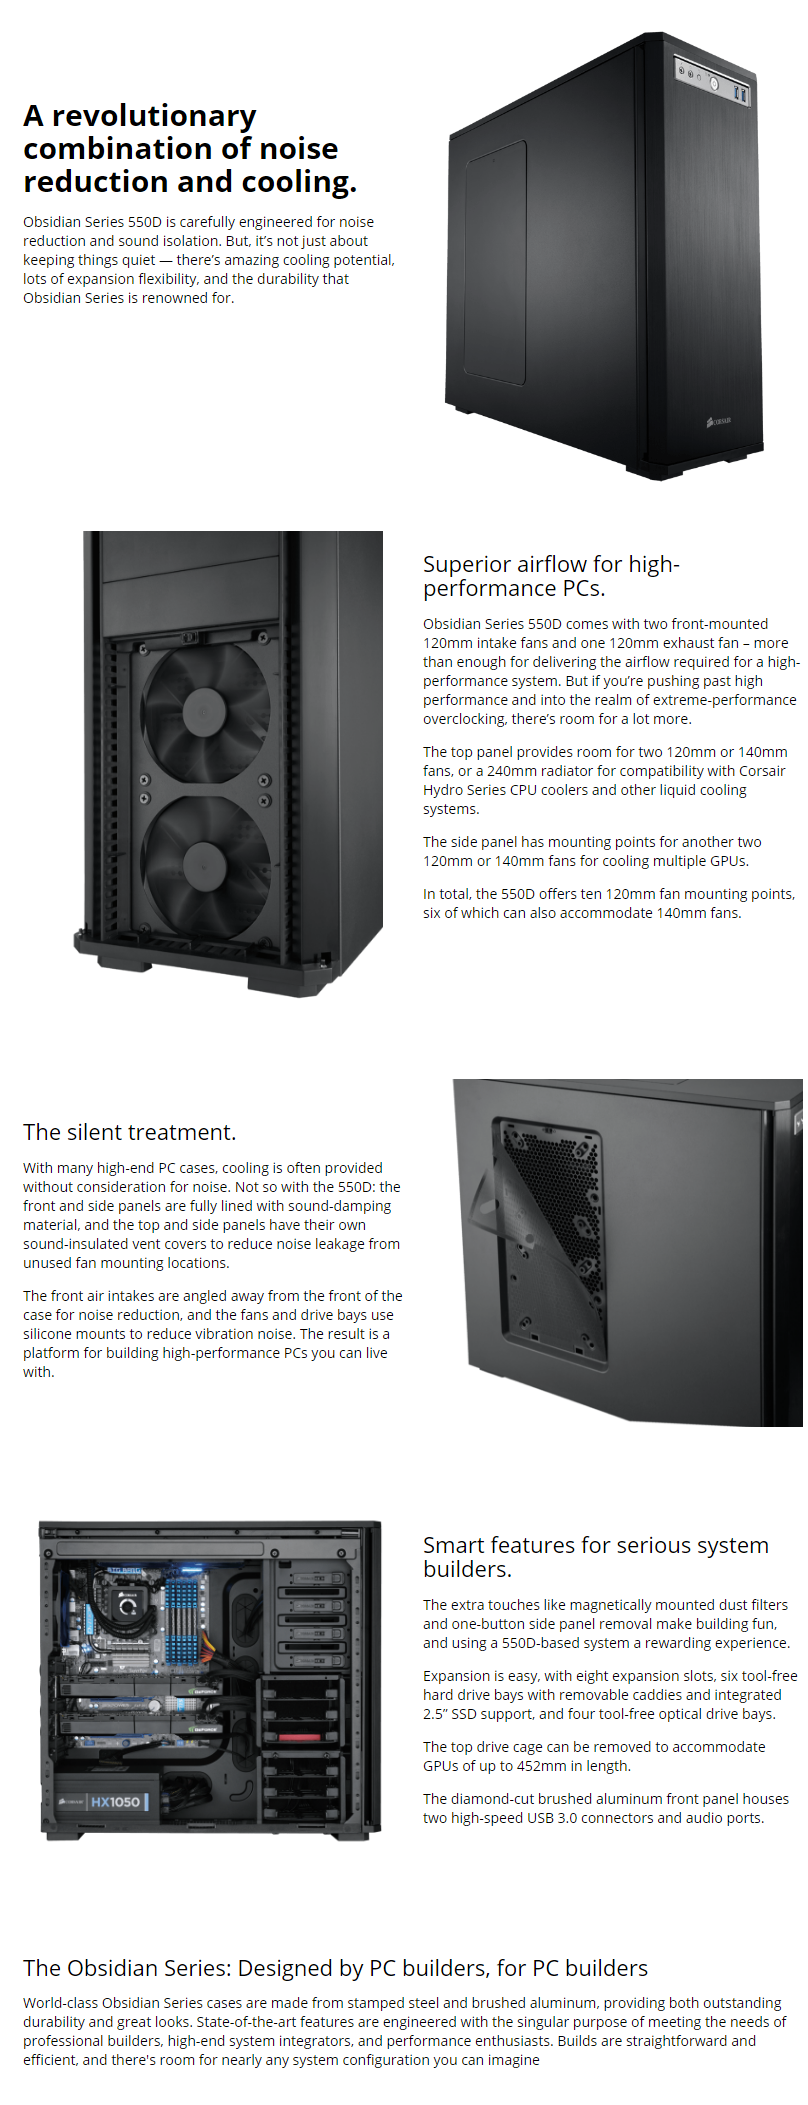 A revolutionary
combination of noise
reduction and cooling.
Obsidian Series 550D is carefully engineered for noise
reduction and sound isolation. But, it’s not just about
keeping things quiet — there’s amazing cooling potential,
lots of expansion flexibility, and the durability that
Obsidian Series is renowned for.
CORSAIR
Superior airflow for high-
performance PCs.
Obsidian Series 550D comes with two front-mounted
120mm intake fans and one 120mm exhaust fan – more
than enough for delivering the airflow required for a high-
performance system. But if you’re pushing past high
performance and into the realm of extreme-performance
overclocking, there’s room for a lot more.
The top panel provides room for two 120mm or 140mm
fans, or a 240mm radiator for compatibility with Corsair
Hydro Series CPU coolers and other liquid cooling
systems.
The side panel has mounting points for another two
120mm or 140mm fans for cooling multiple GPUs.
In total, the 550D offers ten 120mm fan mounting points,
six of which can also accommodate 140mm fans.
The silent treatment.
With many high-end PC cases, cooling is often provided
without consideration for noise. Not so with the 550D: the
front and side panels are fully lined with sound-damping
material, and the top and side panels have their own
sound-insulated vent covers to reduce noise leakage from
unused fan mounting locations.
The front air intakes are angled away from the front of the
case for noise reduction, and the fans and drive bays use
silicone mounts to reduce vibration noise. The result is a
platform for building high-performance PCs you can live
with.
Smart features for serious system
builders.
The extra touches like magnetically mounted dust filters
and one-button side panel removal make building fun,
and using a 550D-based system a rewarding experience.
Expansion is easy, with eight expansion slots, six tool-free
hard drive bays with removable caddies and integrated
2.5” SSD support, and four tool-free optical drive bays.
The top drive cage can be removed to accommodate
GPUs of up to 452mm in length.
The diamond-cut brushed aluminum front panel houses
two high-speed USB 3.0 connectors and audio ports.
GEFORCE
GEFORCE
CORSAIR HX1050
The Obsidian Series: Designed by PC builders, for PC builders
World-class Obsidian Series cases are made from stamped steel and brushed aluminum, providing both outstanding
durability and great looks. State-of-the-art features are engineered with the singular purpose of meeting the needs of
professional builders, high-end system integrators, and performance enthusiasts. Builds are straightforward and
efficient, and there's room for nearly any system configuration you can imagine